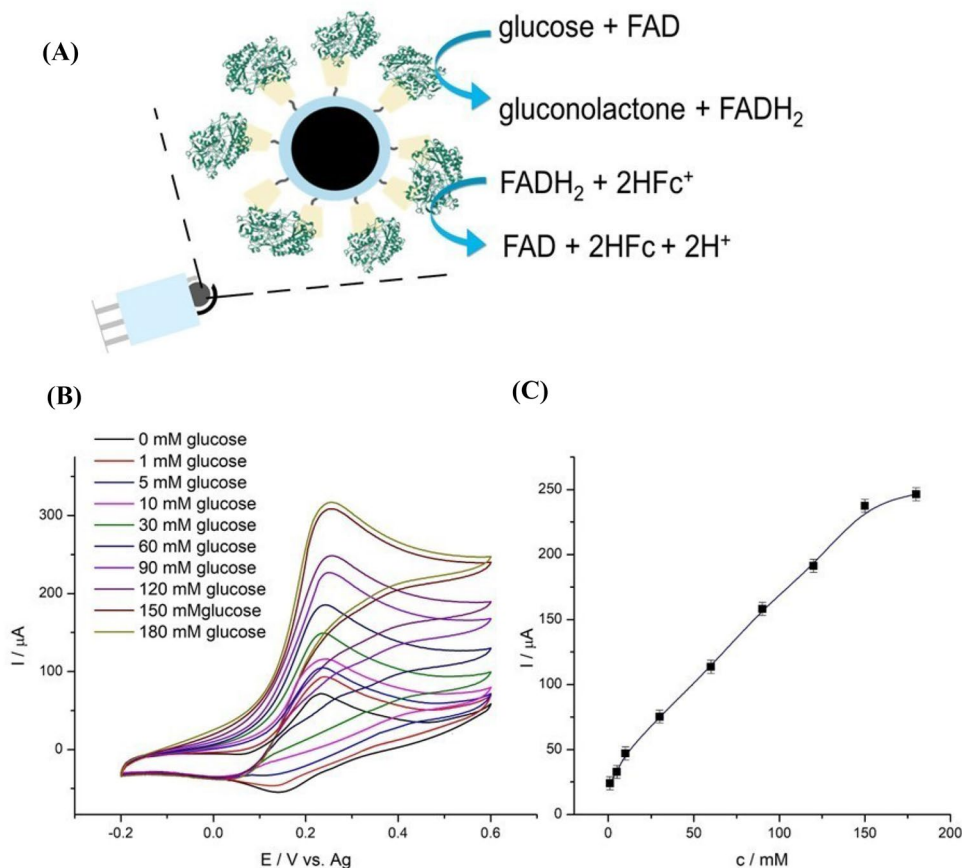 (A)
glucose + FAD
gluconolactone + FADH₂
FADH₂ + 2HFc⁺
FAD + 2HFc + 2H⁺
(B)
0 mM glucose
1 mM glucose
5 mM glucose
10 mM glucose
30 mM glucose
60 mM glucose
90 mM glucose
120 mM glucose
150 mMglucose
180 mM glucose
I / µA
300
200
100
0
-0.2
0.0
0.2
0.4
0.6
E / V vs. Ag
(C)
I / µA
250
200
150
100
50
0
0
50
100
150
200
c / mM